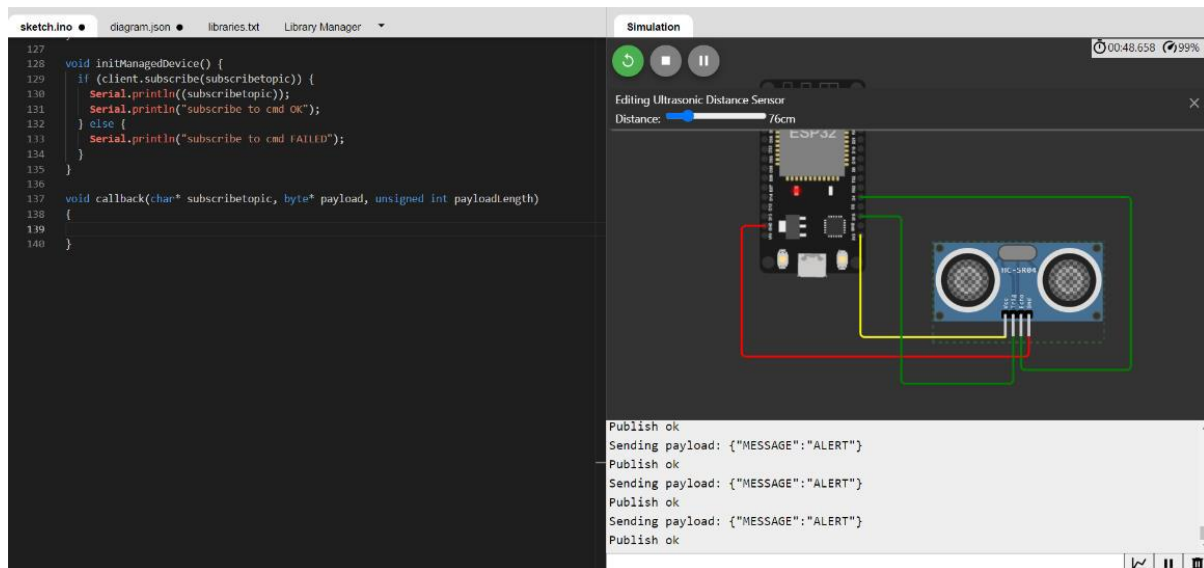 sketch.ino ●
diagram.json ●
libraries.txt
Library Manager
127
128 void initManagedDevice() {
129 if (client.subscribe(subscribetopic)) {
130 Serial.println((subscribetopic));
131 Serial.println("subscribe to cmd OK");
132 } else {
133 Serial.println("subscribe to cmd FAILED");
134 }
135 }
136
137 void callback(char* subscribetopic, byte* payload, unsigned int payloadLength)
138 {
139
140 }
Simulation
00:48.658 99%
Editing Ultrasonic Distance Sensor
Distance: 76cm
ESP32
HC-SR04
Vcc
Trig
Echo
Gnd
Publish ok
Sending payload: {"MESSAGE":"ALERT"}
Publish ok
Sending payload: {"MESSAGE":"ALERT"}
Publish ok
Sending payload: {"MESSAGE":"ALERT"}
Publish ok